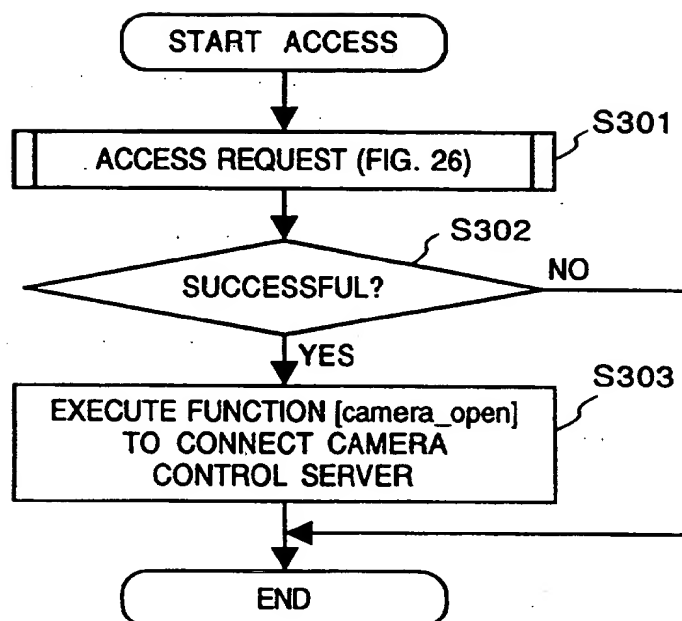 START ACCESS
S301
ACCESS REQUEST (FIG. 26)
S302
SUCCESSFUL?
NO
YES
S303
EXECUTE FUNCTION [camera_open]
TO CONNECT CAMERA
CONTROL SERVER
END